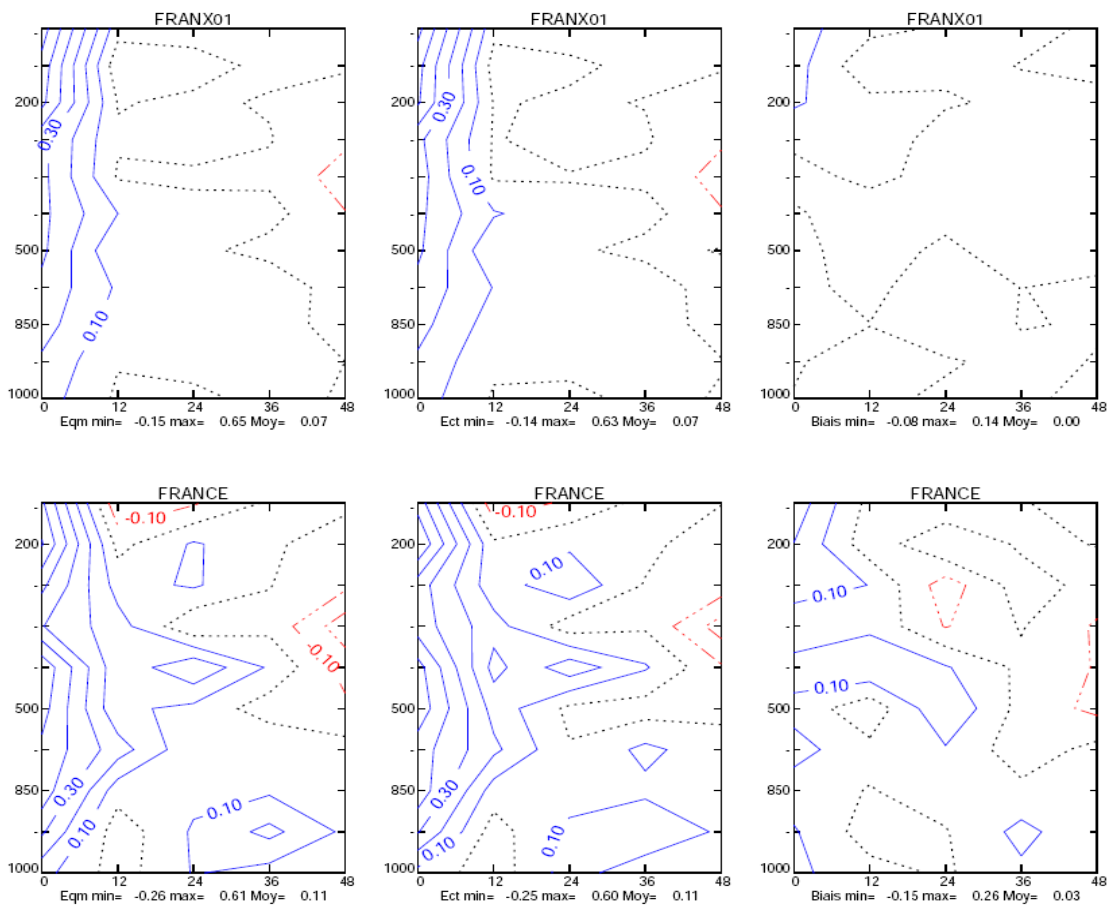 FRANX01 FRANX01 FRANX01
200 200 200
0.30 0.30
0.10
500 500 500
850 0.10 850 850
1000 1000 1000
0 12 24 36 48 0 12 24 36 48 0 12 24 36 48
Eqm min= -0.15 max= 0.65 Moy= 0.07 Ect min= -0.14 max= 0.63 Moy= 0.07 Biais min= -0.08 max= 0.14 Moy= 0.00
FRANCE FRANCE FRANCE
-0.10 -0.10
200 200 200
0.10
0.10
-0.10
500 500 0.10 500
850 0.30 850 0.30 850
0.10 0.10
0.10 0.10
1000 1000 1000
0 12 24 36 48 0 12 24 36 48 0 12 24 36 48
Eqm min= -0.26 max= 0.61 Moy= 0.11 Ect min= -0.25 max= 0.60 Moy= 0.11 Biais min= -0.15 max= 0.26 Moy= 0.03